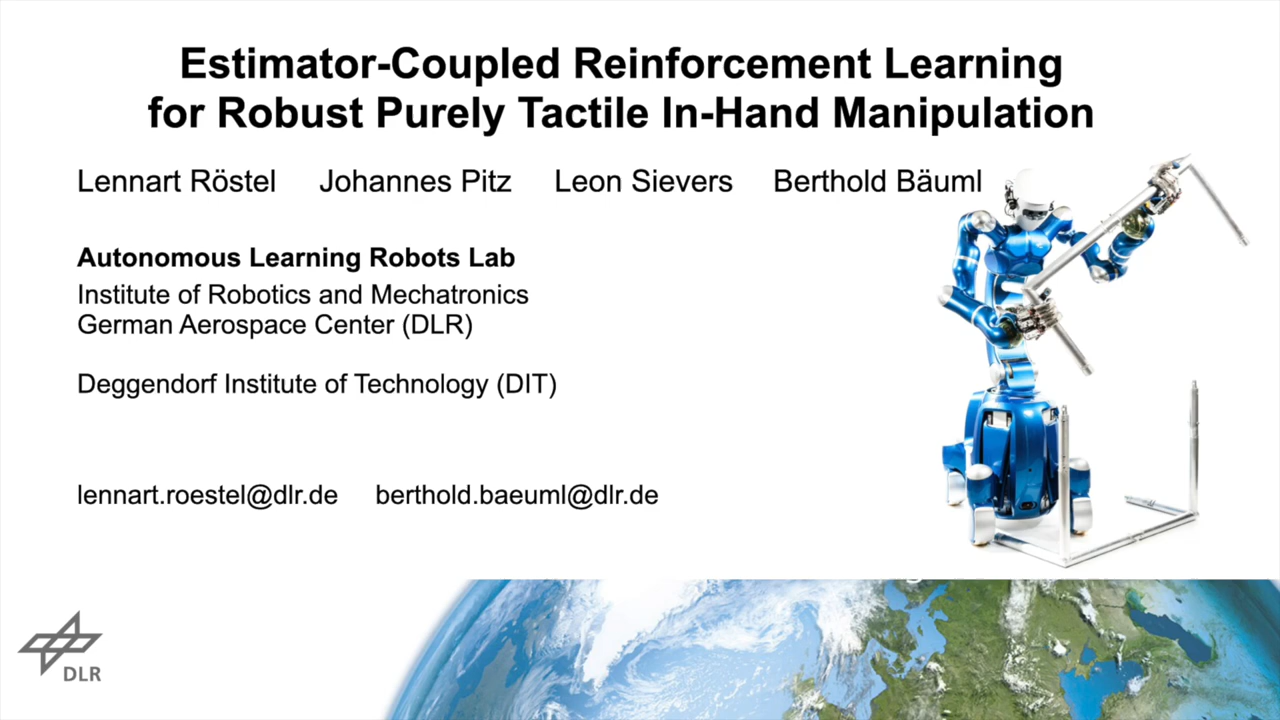 Estimator-Coupled Reinforcement Learning
for Robust Purely Tactile In-Hand Manipulation
Lennart Röstel Johannes Pitz Leon Sievers Berthold Bäuml
Autonomous Learning Robots Lab
Institute of Robotics and Mechatronics
German Aerospace Center (DLR)
Deggendorf Institute of Technology (DIT)
lennart.roestel@dlr.de berthold.baeuml@dlr.de
DLR